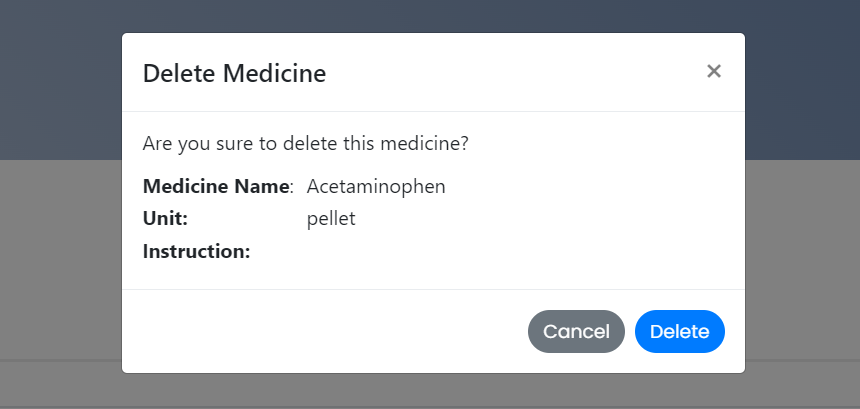 Delete Medicine ×
Are you sure to delete this medicine?
Medicine Name: Acetaminophen
Unit: pellet
Instruction:
Cancel Delete